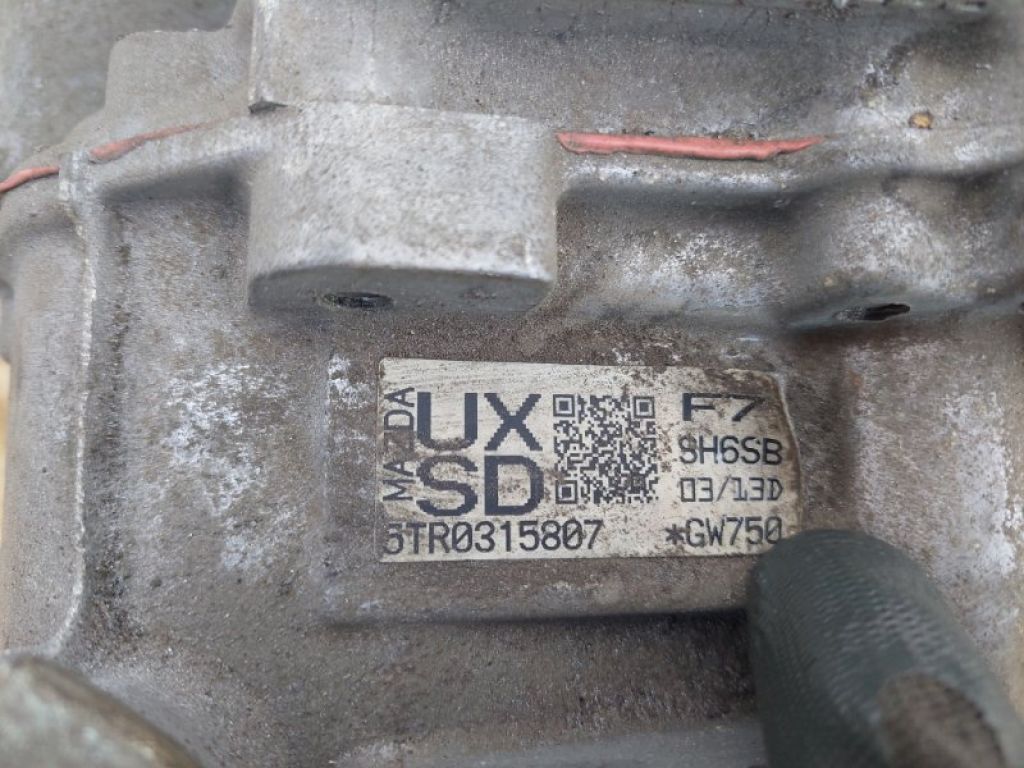 MAZDA
UX
SD
F7
SH6SB
03/13D
5TR0315807
*GW750